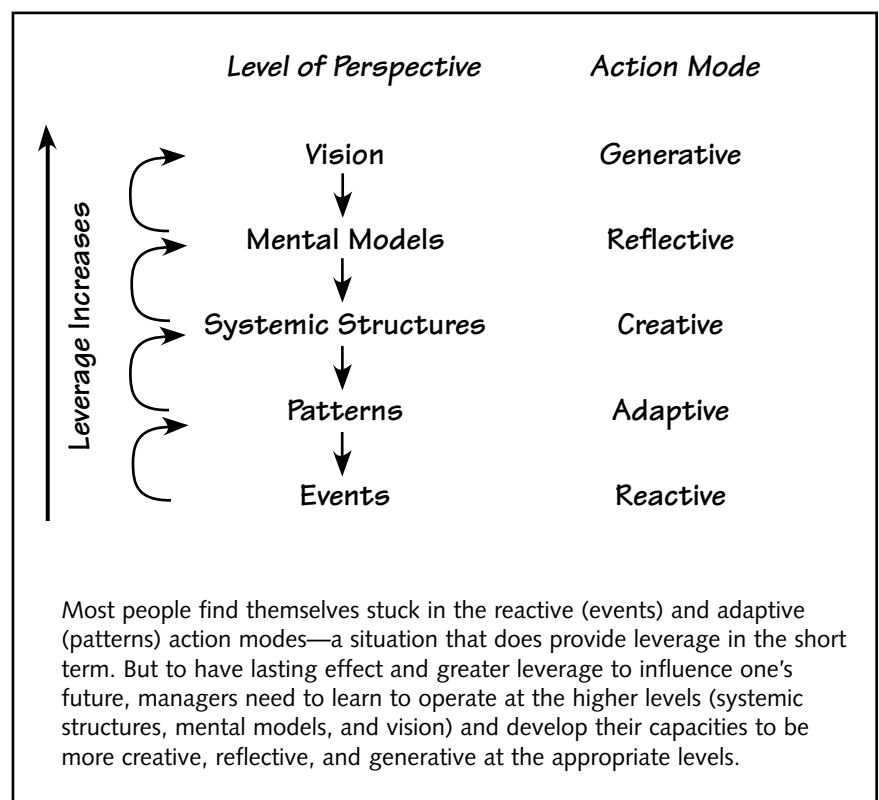 Level of Perspective Action Mode
Vision Generative
Mental Models Reflective
Systemic Structures Creative
Patterns Adaptive
Events Reactive
Leverage Increases
Most people find themselves stuck in the reactive (events) and adaptive
(patterns) action modes—a situation that does provide leverage in the short
term. But to have lasting effect and greater leverage to influence one's
future, managers need to learn to operate at the higher levels (systemic
structures, mental models, and vision) and develop their capacities to be
more creative, reflective, and generative at the appropriate levels.